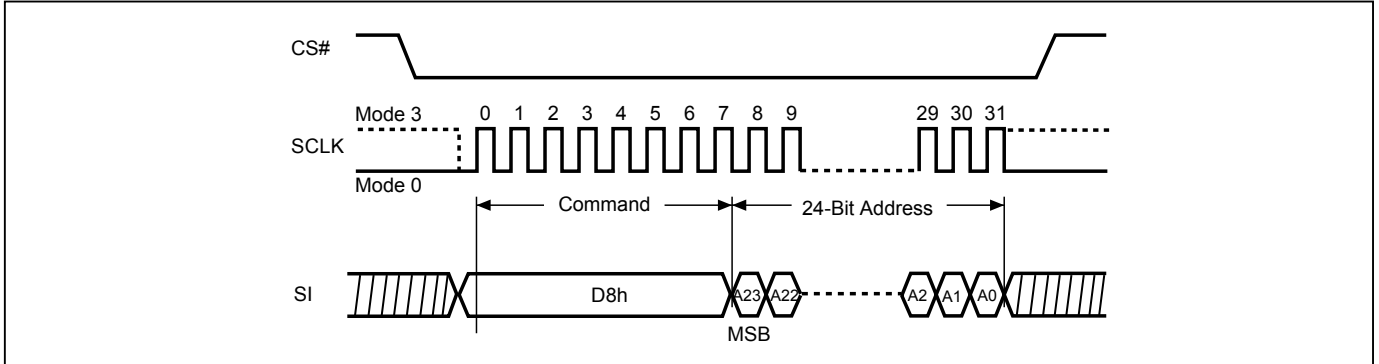 CS#
Mode 3 0 1 2 3 4 5 6 7 8 9 29 30 31
SCLK
Mode 0
Command 24-Bit Address
SI D8h A23 A22 A2 A1 A0
MSB